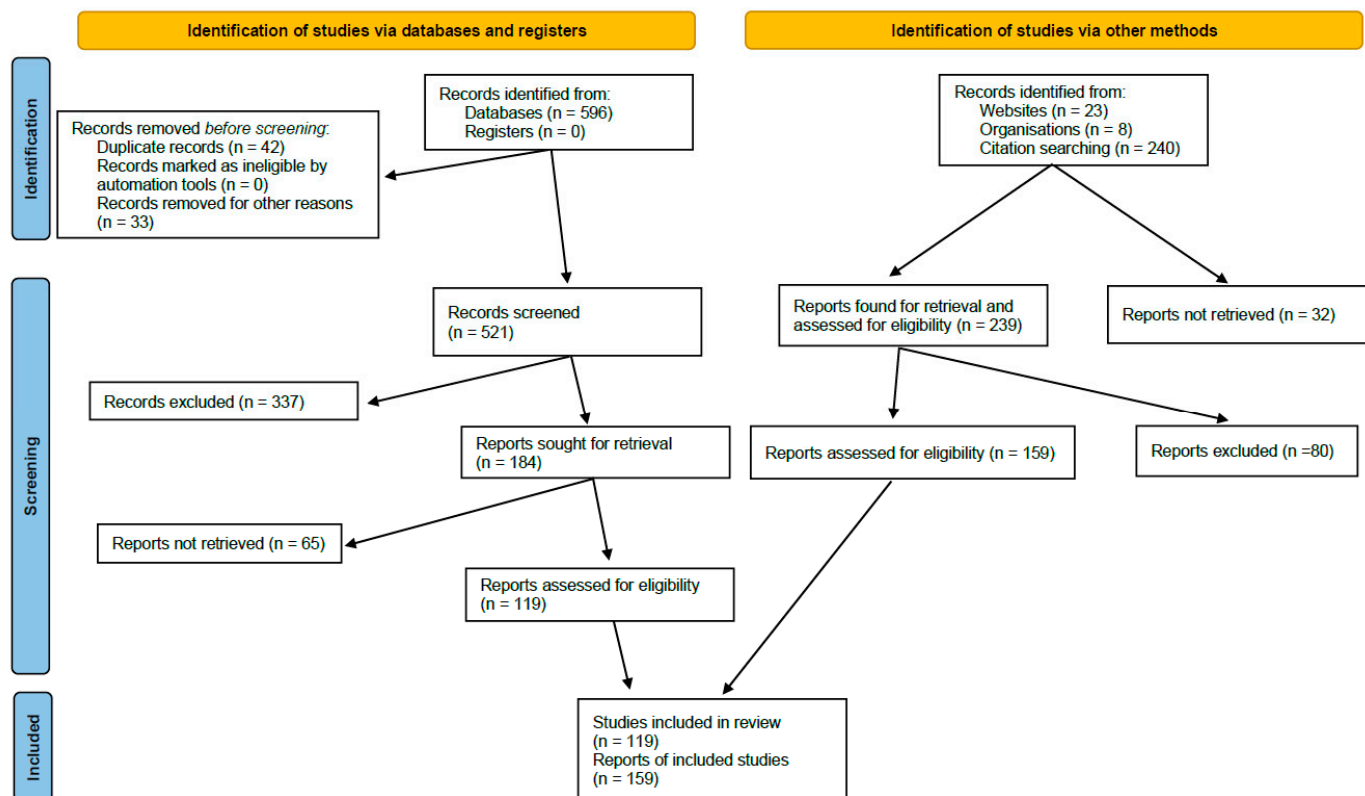 Identification of studies via databases and registers
Identification of studies via other methods
Identification
Records identified from:
Databases (n = 596)
Registers (n = 0)
Records removed before screening:
Duplicate records (n = 42)
Records marked as ineligible by
automation tools (n = 0)
Records removed for other reasons
(n = 33)
Records identified from:
Websites (n = 23)
Organisations (n = 8)
Citation searching (n = 240)
Screening
Records screened
(n = 521)
Reports found for retrieval and
assessed for eligibility (n = 239)
Reports not retrieved (n = 32)
Records excluded (n = 337)
Reports sought for retrieval
(n = 184)
Reports assessed for eligibility (n = 159)
Reports excluded (n =80)
Reports not retrieved (n = 65)
Reports assessed for eligibility
(n = 119)
Included
Studies included in review
(n = 119)
Reports of included studies
(n = 159)